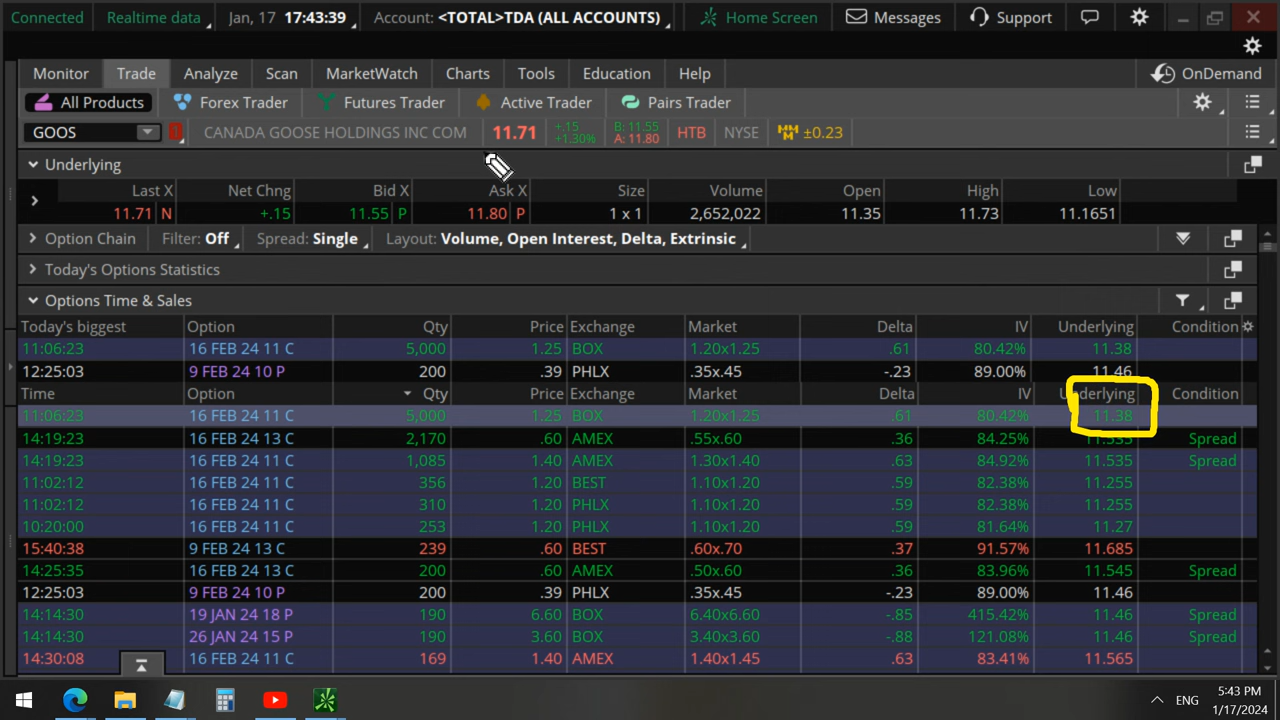 Connected Realtime data Jan, 17 17:43:39 Account: <TOTAL>TDA (ALL ACCOUNTS) Home Screen Messages Support
Monitor Trade Analyze Scan MarketWatch Charts Tools Education Help OnDemand
All Products Forex Trader Futures Trader Active Trader Pairs Trader
GOOS CANADA GOOSE HOLDINGS INC COM 11.71 +.15 +1.30% B: 11.55 A: 11.80 HTB NYSE ±0.23
Underlying
Last X Net Chng Bid X Ask X Size Volume Open High Low
11.71 N +.15 11.55 P 11.80 P 1 x 1 2,652,022 11.35 11.73 11.1651
Option Chain Filter: Off Spread: Single Layout: Volume, Open Interest, Delta, Extrinsic
Today's Options Statistics
Options Time & Sales
Today's biggest Option Qty Price Exchange Market Delta IV Underlying Condition
11:06:23 16 FEB 24 11 C 5,000 1.25 BOX 1.20x1.25 .61 80.42% 11.38
12:25:03 9 FEB 24 10 P 200 .39 PHLX .35x.45 -.23 89.00% 11.46
Time Option Qty Price Exchange Market Delta IV Underlying Condition
11:06:23 16 FEB 24 11 C 5,000 1.25 BOX 1.20x1.25 .61 80.42% 11.38
14:19:23 16 FEB 24 13 C 2,170 .60 AMEX .55x.60 .36 84.25% 11.535 Spread
14:19:23 16 FEB 24 11 C 1,085 1.40 AMEX 1.30x1.40 .63 84.92% 11.535 Spread
11:02:12 16 FEB 24 11 C 356 1.20 BEST 1.10x1.20 .59 82.38% 11.255
11:02:12 16 FEB 24 11 C 310 1.20 PHLX 1.10x1.20 .59 82.38% 11.255
10:20:00 16 FEB 24 11 C 253 1.20 PHLX 1.10x1.20 .59 81.64% 11.27
15:40:38 9 FEB 24 13 C 239 .60 BEST .60x.70 .37 91.57% 11.685
14:25:35 16 FEB 24 13 C 200 .60 AMEX .50x.60 .36 83.96% 11.545 Spread
12:25:03 9 FEB 24 10 P 200 .39 PHLX .35x.45 -.23 89.00% 11.46
14:14:30 19 JAN 24 18 P 190 6.60 BOX 6.40x6.60 -.85 415.42% 11.46 Spread
14:14:30 26 JAN 24 15 P 190 3.60 BOX 3.40x3.60 -.88 121.08% 11.46 Spread
14:30:08 16 FEB 24 11 C 169 1.40 AMEX 1.40x1.45 .63 83.41% 11.565
ENG 5:43 PM
1/17/2024